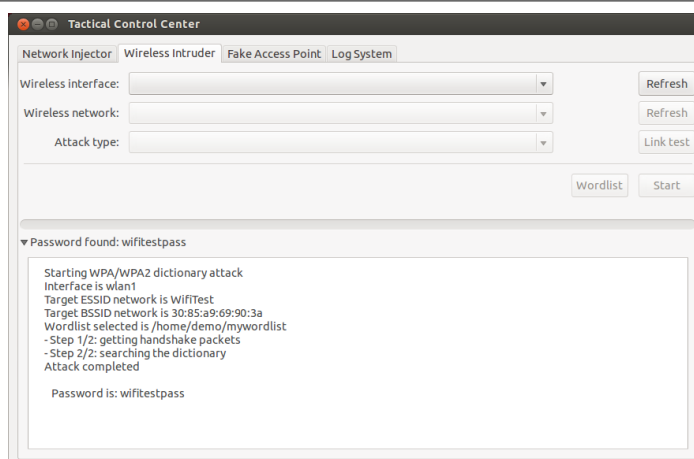 Tactical Control Center
Network Injector Wireless Intruder Fake Access Point Log System
Wireless interface: Refresh
Wireless network: Refresh
Attack type: Link test
Wordlist Start
Password found: wifitestpass
Starting WPA/WPA2 dictionary attack
Interface is wlan1
Target ESSID network is WifiTest
Target BSSID network is 30:85:a9:69:90:3a
Wordlist selected is /home/demo/mywordlist
- Step 1/2: getting handshake packets
- Step 2/2: searching the dictionary
Attack completed
Password is: wifitestpass